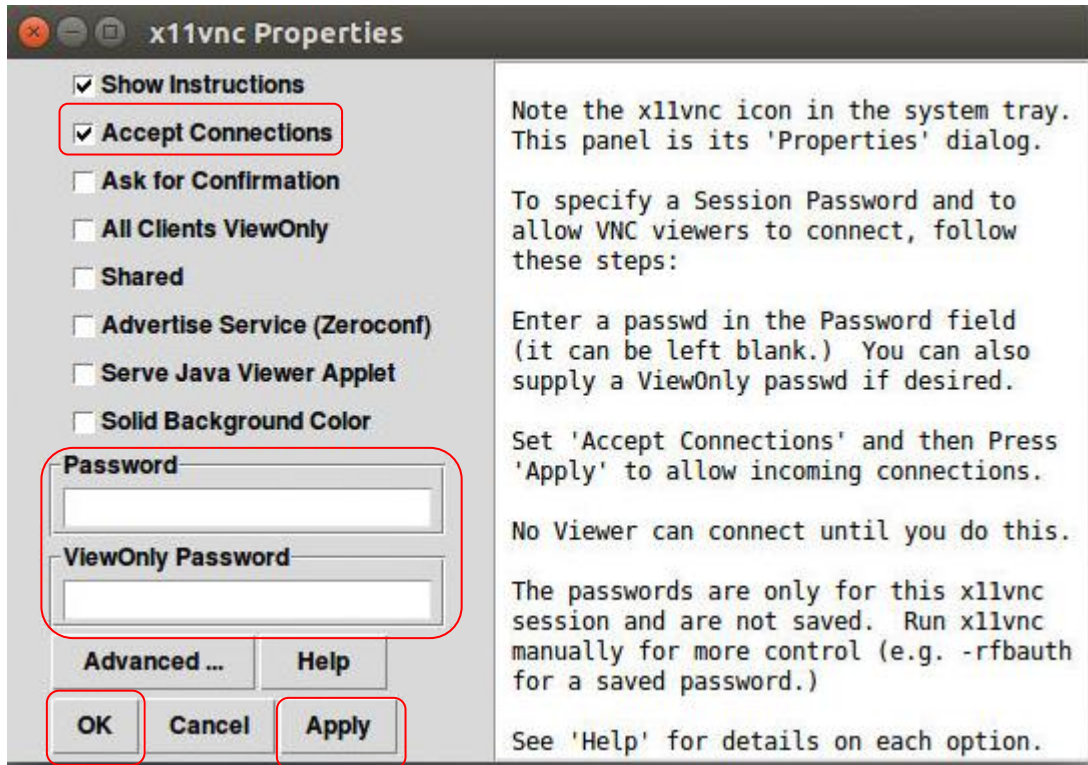 x11vnc Properties
Show Instructions
Accept Connections
Ask for Confirmation
All Clients ViewOnly
Shared
Advertise Service (Zeroconf)
Serve Java Viewer Applet
Solid Background Color
Password
ViewOnly Password
Advanced ...
Help
OK
Cancel
Apply
Note the x11vnc icon in the system tray.
This panel is its 'Properties' dialog.
To specify a Session Password and to
allow VNC viewers to connect, follow
these steps:
Enter a passwd in the Password field
(it can be left blank.)  You can also
supply a ViewOnly passwd if desired.
Set 'Accept Connections' and then Press
'Apply' to allow incoming connections.
No Viewer can connect until you do this.
The passwords are only for this x11vnc
session and are not saved.  Run x11vnc
manually for more control (e.g. -rfbauth
for a saved password.)
See 'Help' for details on each option.